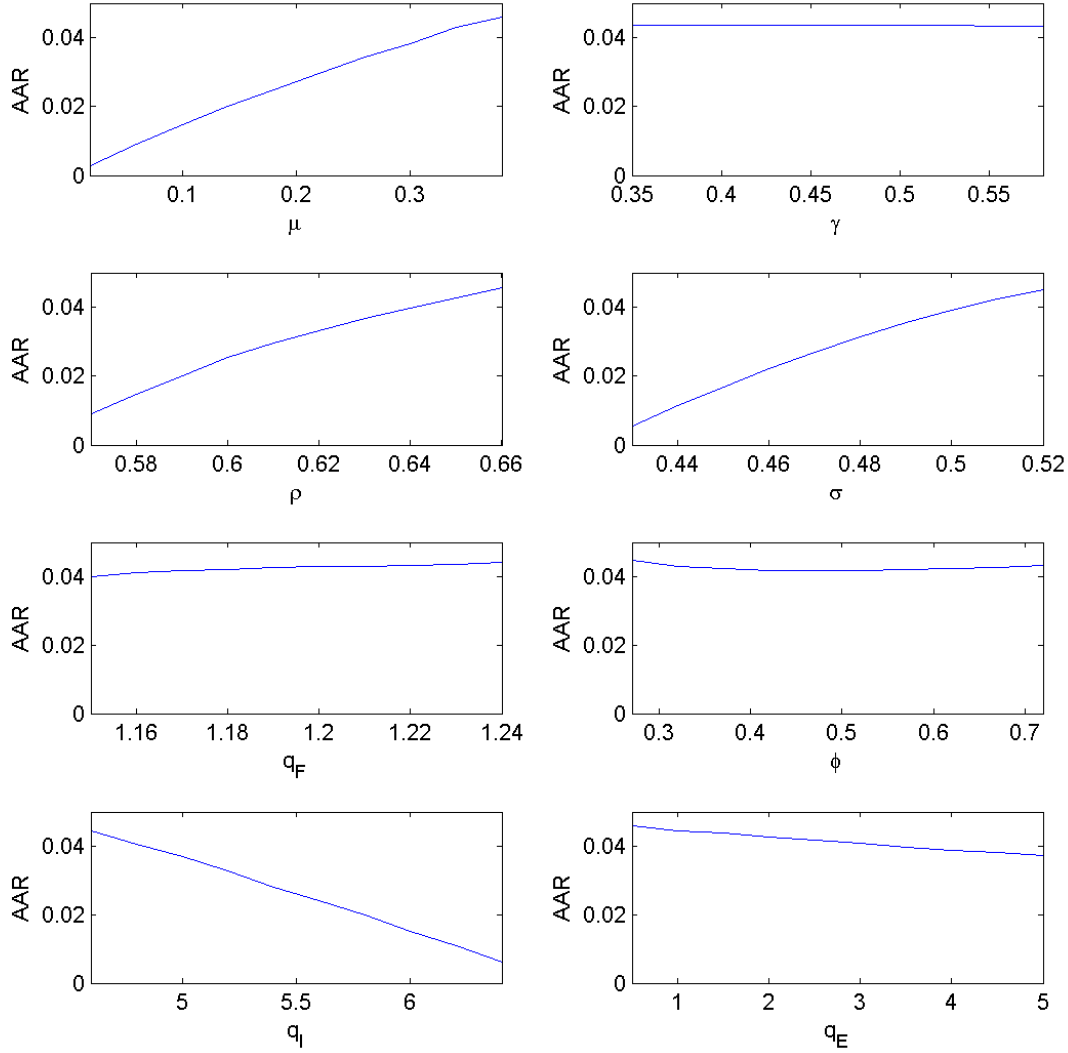 0.04
0.02
0
AAR
0.1 0.2 0.3
μ
0.04
0.02
0
AAR
0.35 0.4 0.45 0.5 0.55
γ
0.04
0.02
0
AAR
0.58 0.6 0.62 0.64 0.66
ρ
0.04
0.02
0
AAR
0.44 0.46 0.48 0.5 0.52
σ
0.04
0.02
0
AAR
1.16 1.18 1.2 1.22 1.24
q_F
0.04
0.02
0
AAR
0.3 0.4 0.5 0.6 0.7
ϕ
0.04
0.02
0
AAR
5 5.5 6
q_I
0.04
0.02
0
AAR
1 2 3 4 5
q_E